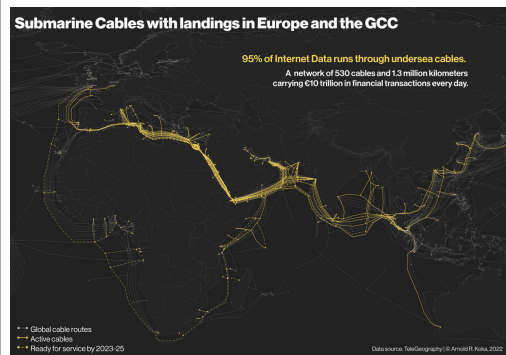 Submarine Cables with landings in Europe and the GCC
95% of Internet Data runs through undersea cables.
A network of 530 cables and 1.3 million kilometers
carrying €10 trillion in financial transactions every day.
Global cable routes
Active cables
Ready for service by 2023-25
Data source: TeleGeography | © Arnold R. Koka, 2022